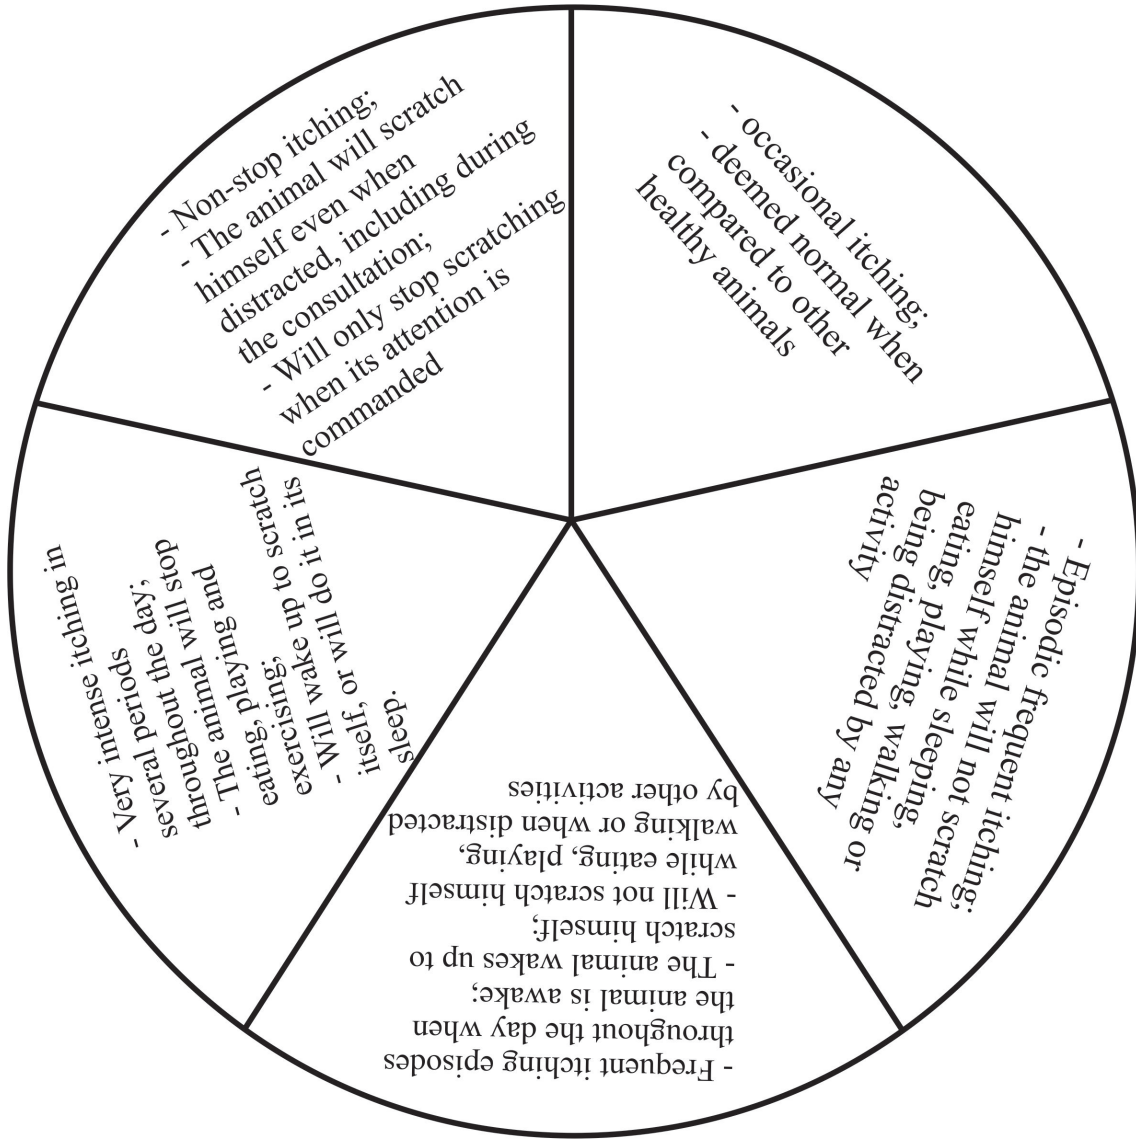 - occasional itching;
- deemed normal when
compared to other
healthy animals
- Episodic frequent itching;
- the animal will not scratch
himself while sleeping,
eating, playing, walking or
being distracted by any
activity
- Frequent itching episodes
throughout the day when
the animal is awake;
- The animal wakes up to
scratch himself;
- Will not scratch himself
while eating, playing,
walking or when distracted
by other activities
- Very intense itching in
several periods
throughout the day;
- The animal will stop
eating, playing and
exercising,
- Will wake up to scratch
itself, or will do it in its
sleep.
- Non-stop itching;
- The animal will scratch
himself even when
distracted, including during
the consultation;
- Will only stop scratching
when its attention is
commanded